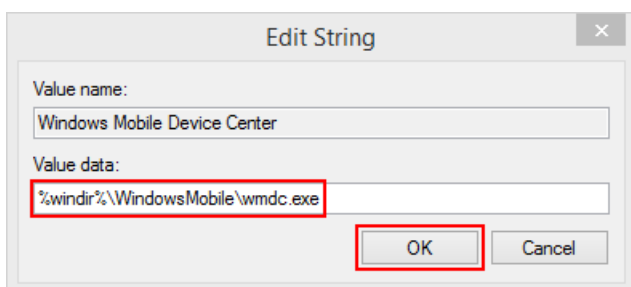 Edit String
Value name:
Windows Mobile Device Center
Value data:
%windir%\WindowsMobile\wmdc.exe
OK Cancel